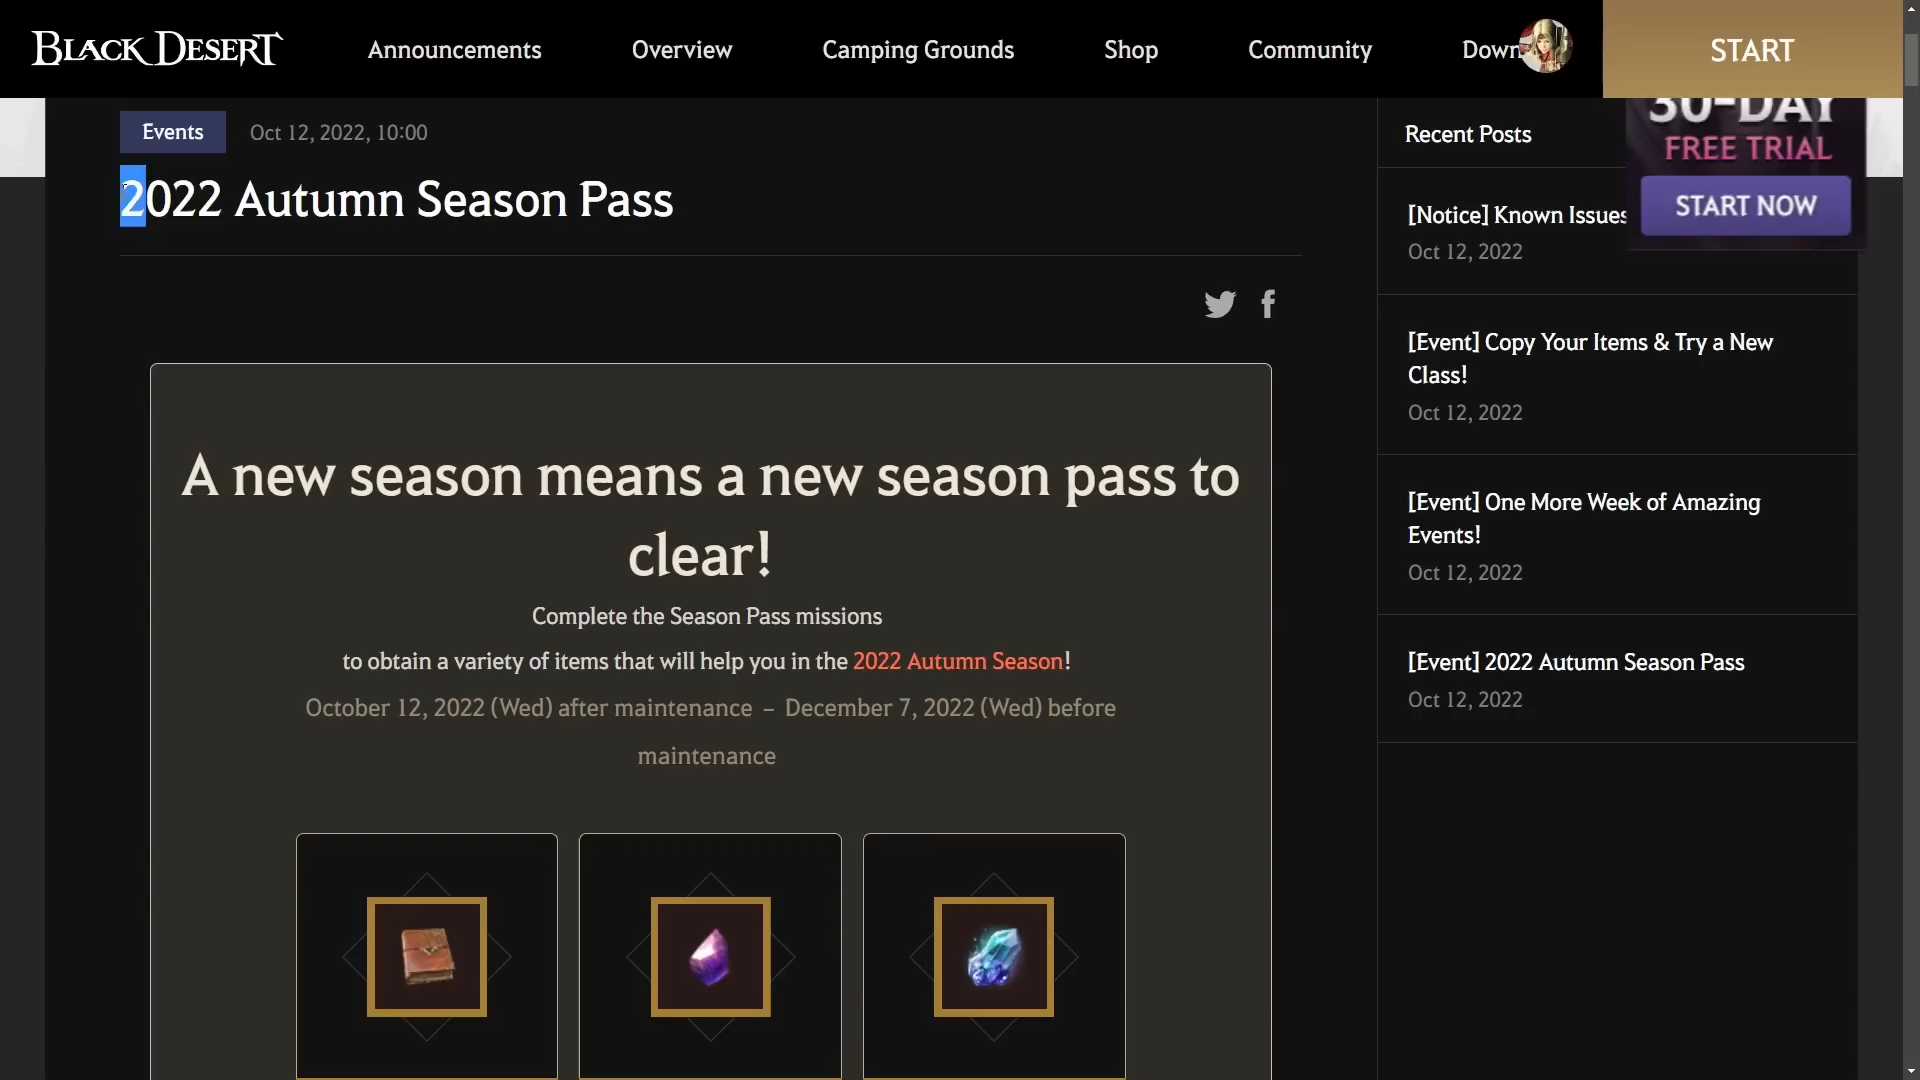 BLACK DESERT
Announcements
Overview
Camping Grounds
Shop
Community
Down
START
Events
Oct 12, 2022, 10:00
2022 Autumn Season Pass
A new season means a new season pass to
clear!
Complete the Season Pass missions
to obtain a variety of items that will help you in the 2022 Autumn Season!
October 12, 2022 (Wed) after maintenance – December 7, 2022 (Wed) before
maintenance
Recent Posts
30-DAY
FREE TRIAL
START NOW
[Notice] Known Issues
Oct 12, 2022
[Event] Copy Your Items & Try a New
Class!
Oct 12, 2022
[Event] One More Week of Amazing
Events!
Oct 12, 2022
[Event] 2022 Autumn Season Pass
Oct 12, 2022